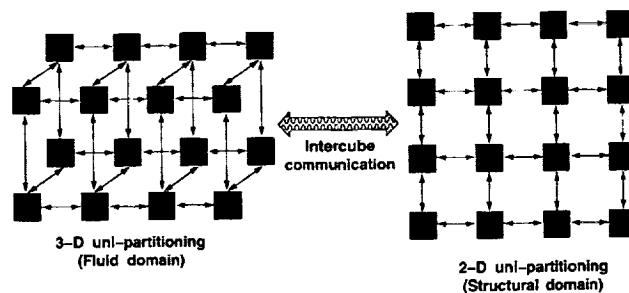 Intercube
communication
3-D uni-partitioning
(Fluid domain)
2-D uni-partitioning
(Structural domain)